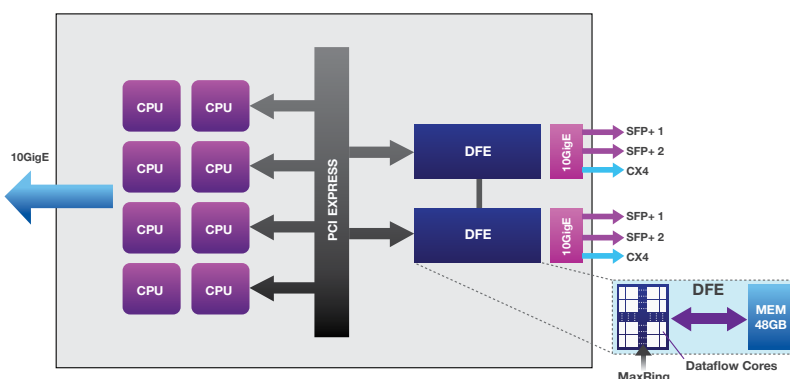 10GigE
CPU CPU
CPU CPU
CPU CPU
CPU CPU
PCI EXPRESS
DFE
10GigE
SFP+ 1
SFP+ 2
CX4
DFE
10GigE
SFP+ 1
SFP+ 2
CX4
DFE
MEM
48GB
Dataflow Cores
MaxRing